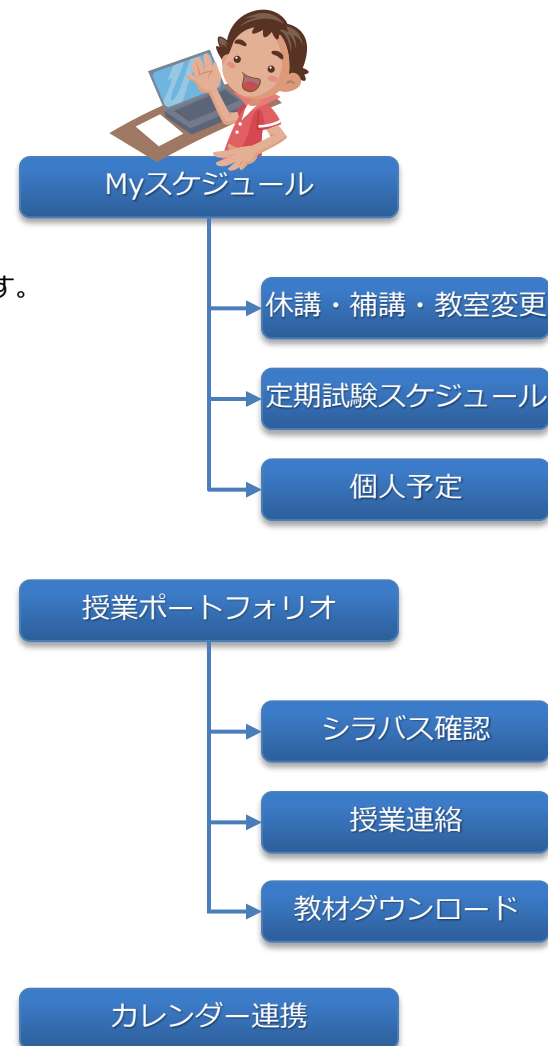 Myスケジュール
す。
休講・補講・教室変更
定期試験スケジュール
個人予定
授業ポートフォリオ
シラバス確認
授業連絡
教材ダウンロード
カレンダー連携